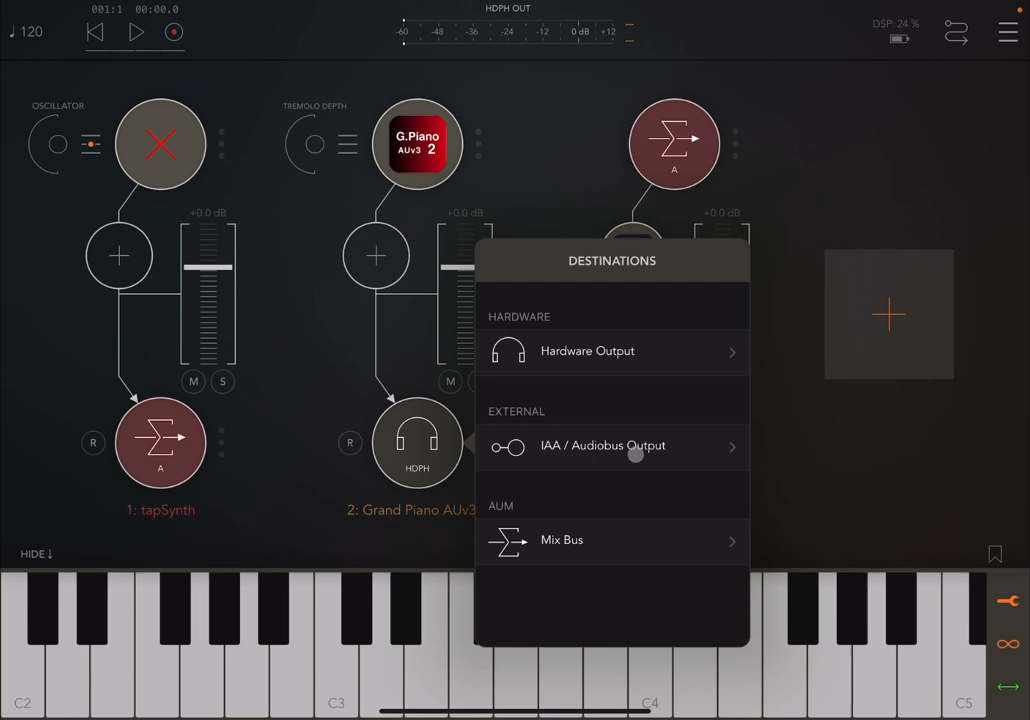 001:1 00:00.0
HDPH OUT
♩ 120
-60 -48 -36 -24 -12 0 dB +12
DSP: 24 %
OSCILLATOR
TREMOLO DEPTH
G.Piano
AUv3 2
A
+0.0 dB
+0.0 dB
+0.0 dB
DESTINATIONS
HARDWARE
Hardware Output
EXTERNAL
IAA / Audiobus Output
AUM
Mix Bus
M S
M
R
A
R
HDPH
1: tapSynth
2: Grand Piano AUv3
HIDE↓
C2 C3 C4 C5